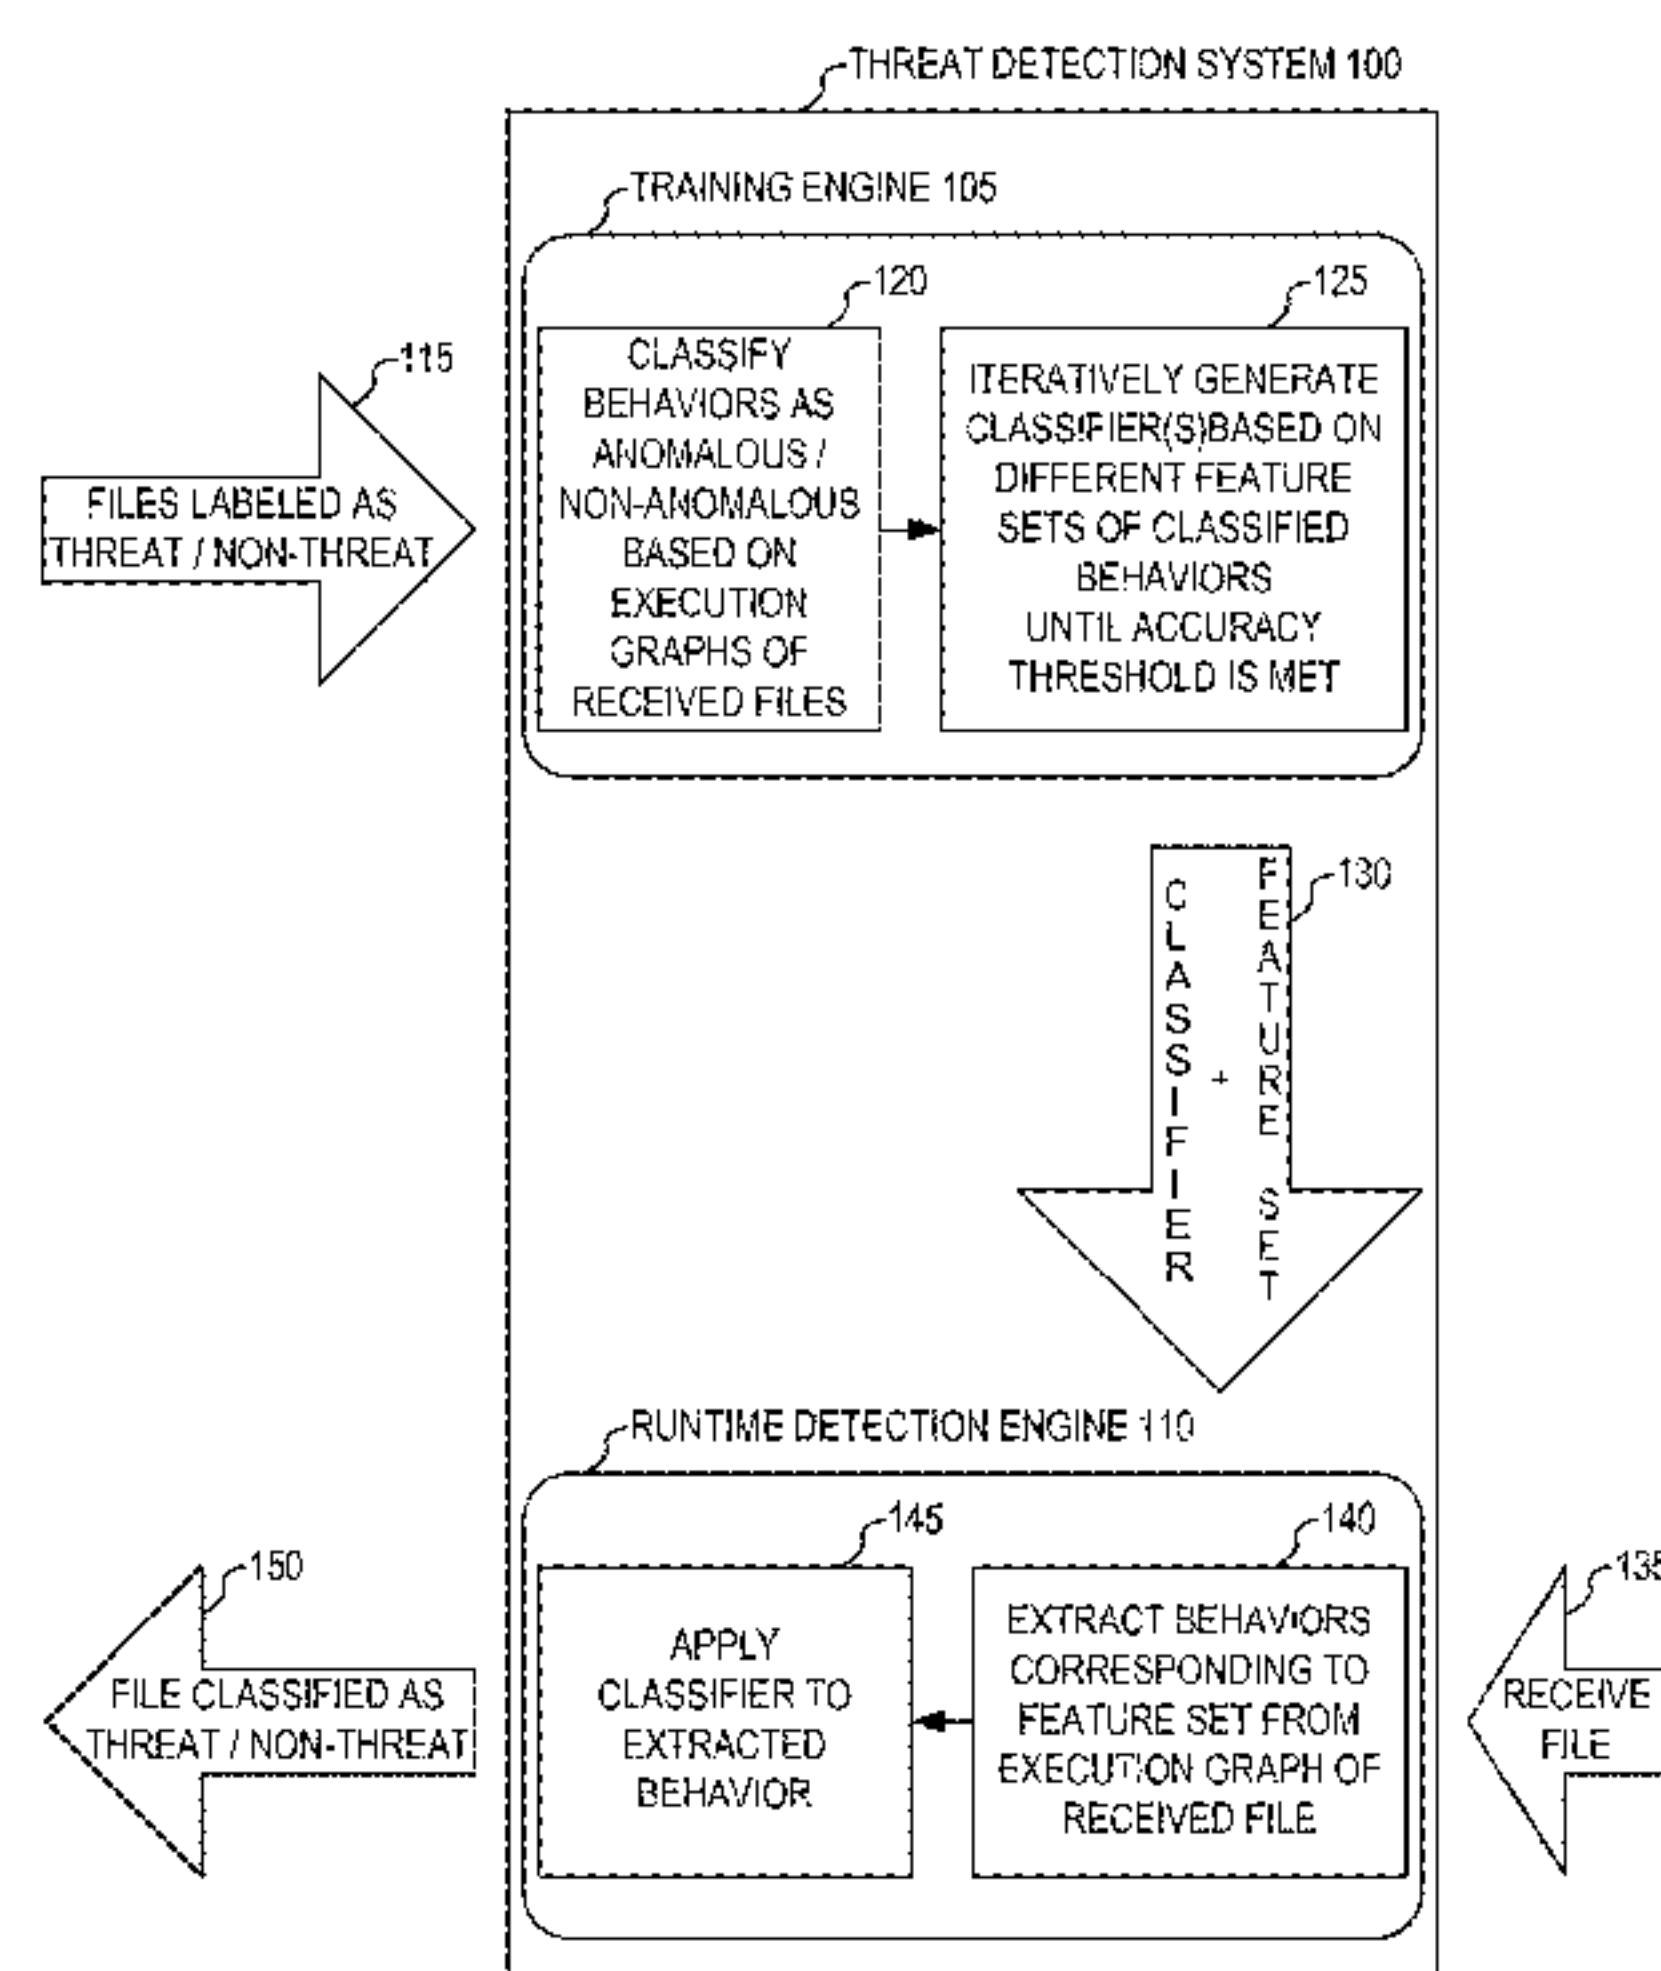 THREAT DETECTION SYSTEM 100
TRAINING ENGINE 105
120
125
115
FILES LABELED AS
THREAT / NON-THREAT
CLASSIFY
BEHAVIORS AS
ANOMALOUS /
NON-ANOMALOUS
BASED ON
EXECUTION
GRAPHS OF
RECEIVED FILES
ITERATIVELY GENERATE
CLASSIFIER(S)BASED ON
DIFFERENT FEATURE
SETS OF CLASSIFIED
BEHAVIORS
UNTIL ACCURACY
THRESHOLD IS MET
130
CLASSIFIER
+
FEATURE SET
RUNTIME DETECTION ENGINE 110
145
140
150
135
APPLY
CLASSIFIER TO
EXTRACTED
BEHAVIOR
EXTRACT BEHAVIORS
CORRESPONDING TO
FEATURE SET FROM
EXECUTION GRAPH OF
RECEIVED FILE
FILE CLASSIFIED AS
THREAT / NON-THREAT
RECEIVE
FILE